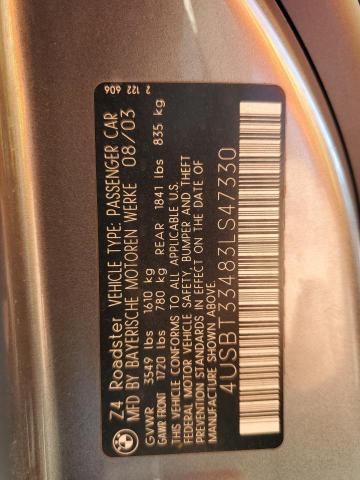 Z4 Roadster VEHICLE TYPE: PASSENGER CAR
MFD BY BAYERISCHE MOTOREN WERKE 08/03
GVWR 3549 lbs 1610 kg
GAWR FRONT 1720 lbs 780 kg REAR 1841 lbs 835 kg
THIS VEHICLE CONFORMS TO ALL APPLICABLE U.S.
FEDERAL MOTOR VEHICLE SAFETY, BUMPER AND THEFT
PREVENTION STANDARDS IN EFFECT ON THE DATE OF
MANUFACTURE SHOWN ABOVE.
4USBT33483LS47330
2 122 606